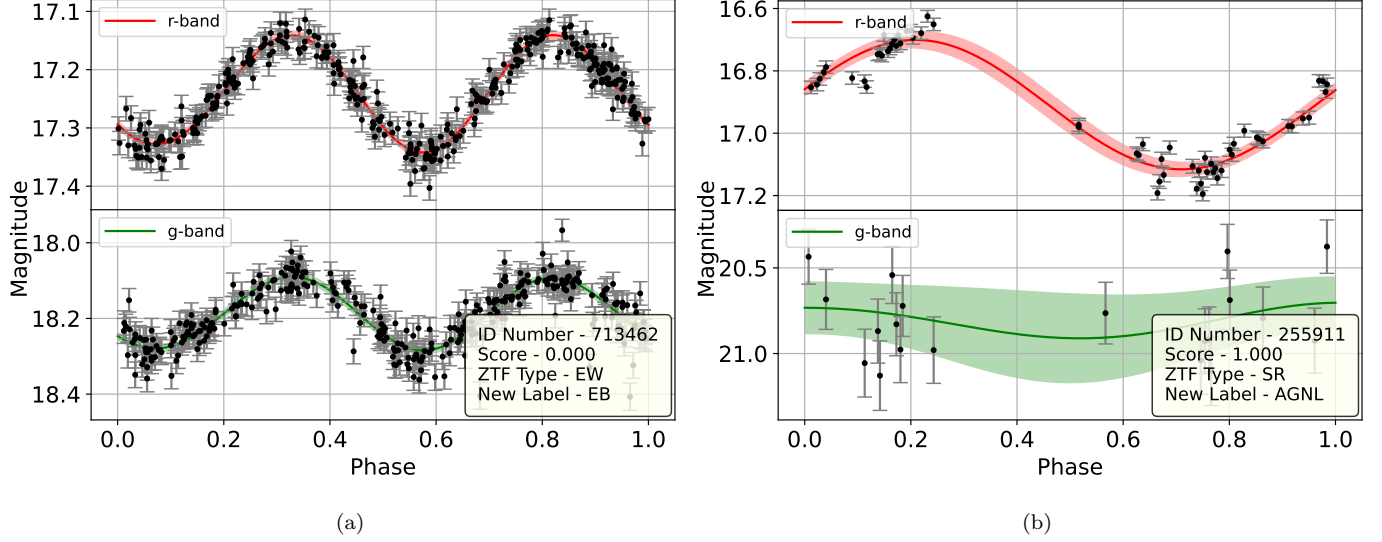 Magnitude
17.1
17.2
17.3
17.4
r-band
18.0
18.2
18.4
g-band
ID Number - 713462
Score - 0.000
ZTF Type - EW
New Label - EB
0.0 0.2 0.4 0.6 0.8 1.0
Phase
(a)
Magnitude
16.6
16.8
17.0
17.2
r-band
20.5
21.0
g-band
ID Number - 255911
Score - 1.000
ZTF Type - SR
New Label - AGNL
0.0 0.2 0.4 0.6 0.8 1.0
Phase
(b)